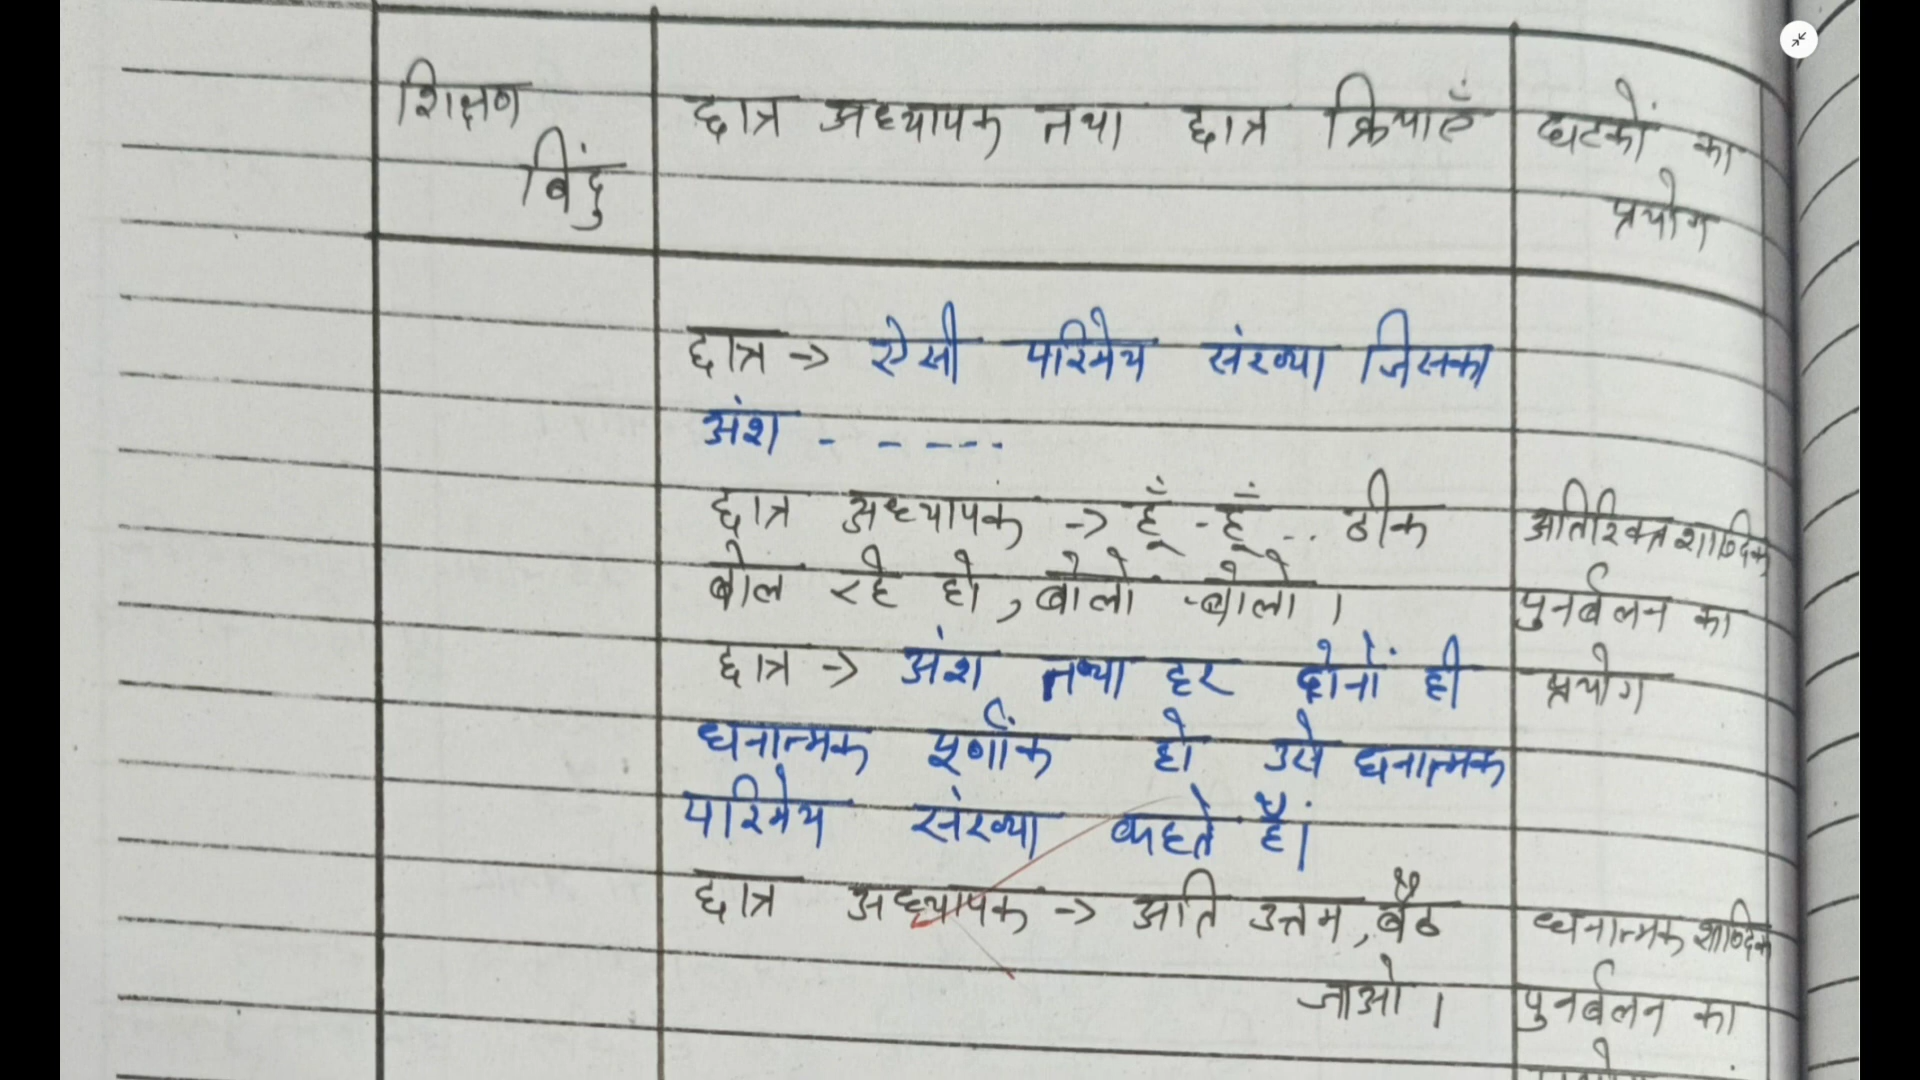 शिक्षण
बिंदु
छात्र अध्यापक तथा छात्र क्रियाएँ
घटकों का
प्रयोग
छात्र -> ऐसी परिमेय संख्या जिसका
अंश - - - - -
छात्र अध्यापक -> हूँ - हूँ .. ठीक
बोल रहे हो, बोलो -बोलो।
अतिरिक्त शाब्दिक
पुनर्बलन का
प्रयोग
छात्र -> अंश तथा हर दोनों ही
धनात्मक पूर्णांक हो उसे धनात्मक
परिमेय संख्या कहते हैं।
छात्र अध्यापक -> अति उत्तम, बैठ
जाओ।
धनात्मक शाब्दिक
पुनर्बलन का